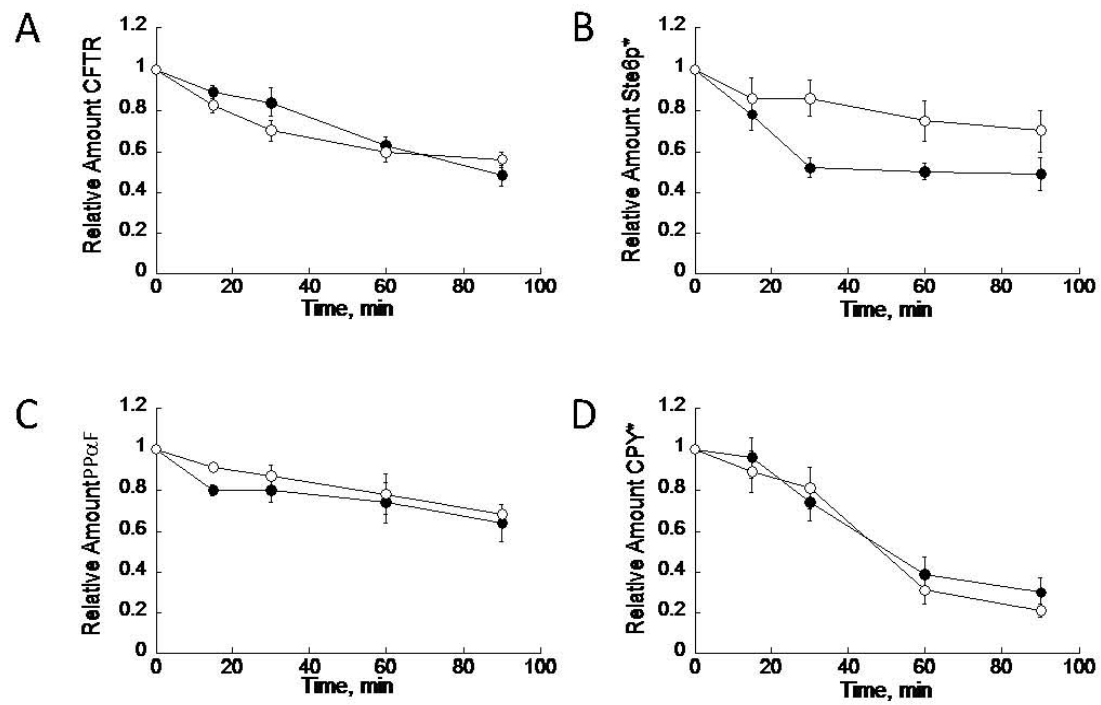 A
Relative Amount CFTR
1.2
1
0.8
0.6
0.4
0.2
0
0 20 40 60 80 100
Time, min
B
Relative Amount Ste6p*
1.2
1
0.8
0.6
0.4
0.2
0
0 20 40 60 80 100
Time, min
C
Relative Amount PPαF
1.2
1
0.8
0.6
0.4
0.2
0
0 20 40 60 80 100
Time, min
D
Relative Amount CPY*
1.2
1
0.8
0.6
0.4
0.2
0
0 20 40 60 80 100
Time, min